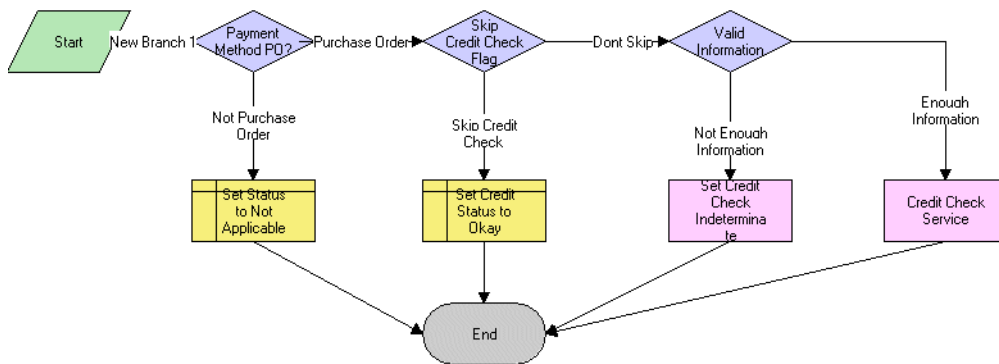 Start
New Branch 1
Payment
Method PO?
Purchase Order
Skip
Credit Check
Flag
Dont Skip
Valid
Information
Not Purchase
Order
Skip Credit
Check
Not Enough
Information
Enough
Information
Set Status
to Not
Applicable
Set Credit
Status to
Okay
Set Credit
Check
Indetermina
te
Credit Check
Service
End